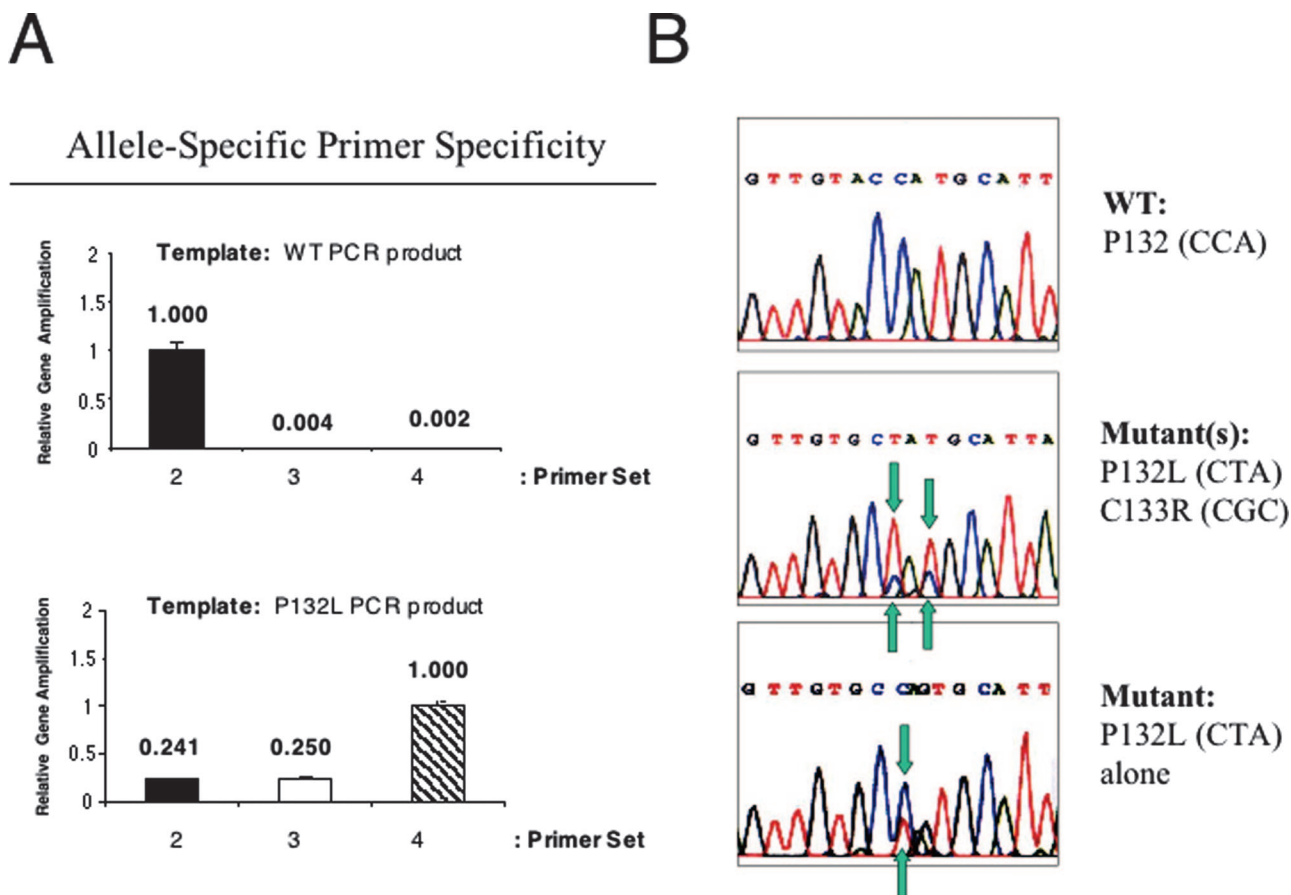 A
Allele-Specific Primer Specificity
Relative Gene Amplification
Template: WT PCR product
2
1.5
1
0.5
0
1.000
0.004
0.002
2 3 4 : Primer Set
Relative Gene Amplification
Template: P132L PCR product
2
1.5
1
0.5
0
0.241
0.250
1.000
2 3 4 : Primer Set
B
G T T G T A C C A T G C A T T
WT:
P132 (CCA)
G T T G T G C T A T G C A T T A
Mutant(s):
P132L (CTA)
C133R (CGC)
G T T G T G C C A G T G C A T T
Mutant:
P132L (CTA)
alone